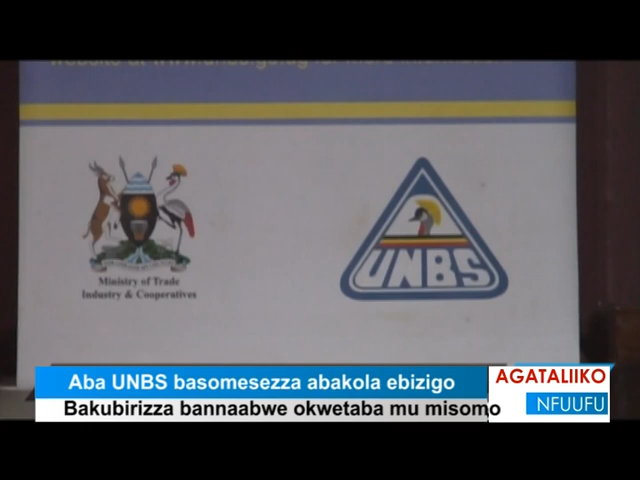 Ministry of Trade
Industry & Cooperatives
UNBS
Aba UNBS basomesezza abakola ebizigo
Bakubirizza bannaabwe okwetaba mu misomo
AGATALIIKO
NFUUFU